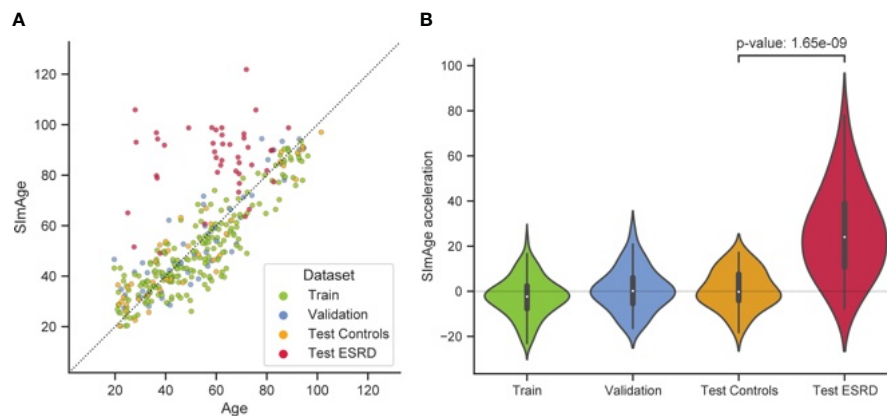 A
SImAge
120
100
80
60
40
20
20 40 60 80 100 120
Age
Dataset
Train
Validation
Test Controls
Test ESRD
B
p-value: 1.65e-09
SImAge acceleration
100
80
60
40
20
0
−20
Train Validation Test Controls Test ESRD